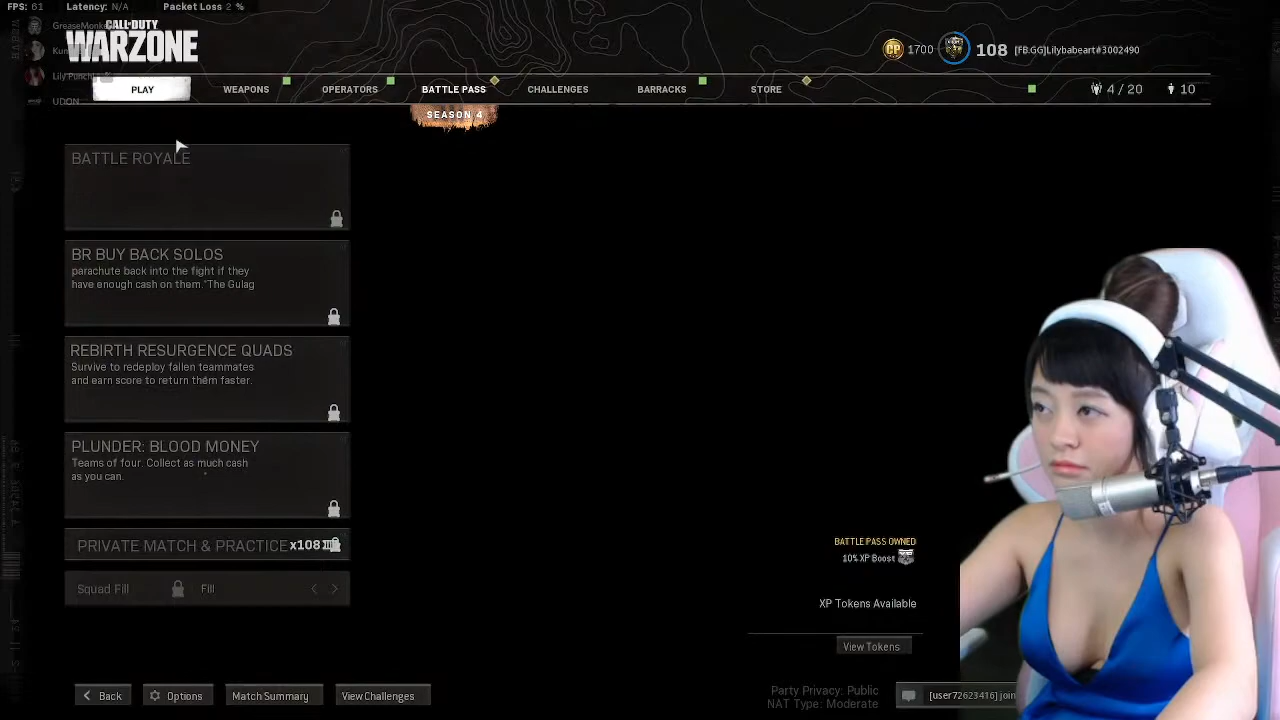 FPS: 61 Latency: N/A Packet Loss 2 %
CALL·DUTY
WARZONE
Lily Punch
UDON
1700 108 [FB.GG]Lilybabeart#3002490
PLAY WEAPONS OPERATORS BATTLE PASS CHALLENGES BARRACKS STORE 4 / 20 10
SEASON 4
BATTLE ROYALE
BR BUY BACK SOLOS
parachute back into the fight if they
have enough cash on them.*The Gulag
REBIRTH RESURGENCE QUADS
Survive to redeploy fallen teammates
and earn score to return them faster.
PLUNDER: BLOOD MONEY
Teams of four. Collect as much cash
as you can.
PRIVATE MATCH & PRACTICE
Squad Fill Fill
BATTLE PASS OWNED
10% XP Boost
XP Tokens Available
View Tokens
Back Options Match Summary View Challenges
Party Privacy: Public
NAT Type: Moderate
[user72623416] join